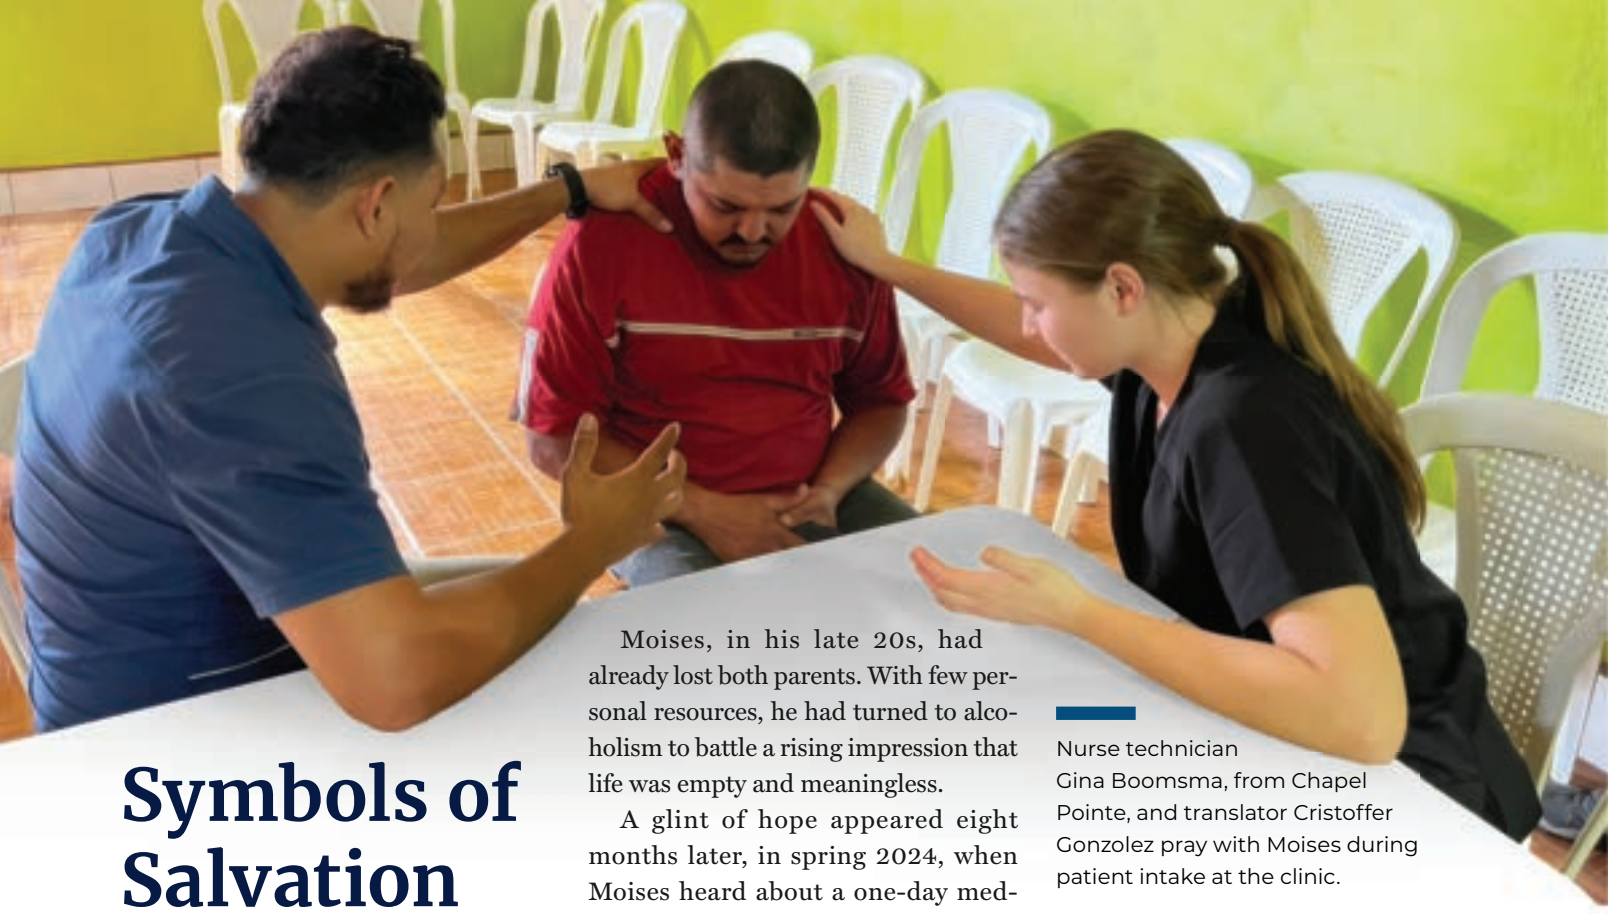 Symbols of
Salvation
Moises, in his late 20s, had
already lost both parents. With few per-
sonal resources, he had turned to alco-
holism to battle a rising impression that
life was empty and meaningless.
A glint of hope appeared eight
months later, in spring 2024, when
Moises heard about a one-day med-
Nurse technician
Gina Boomsma, from Chapel
Pointe, and translator Cristoffer
Gonzolez pray with Moises during
patient intake at the clinic.